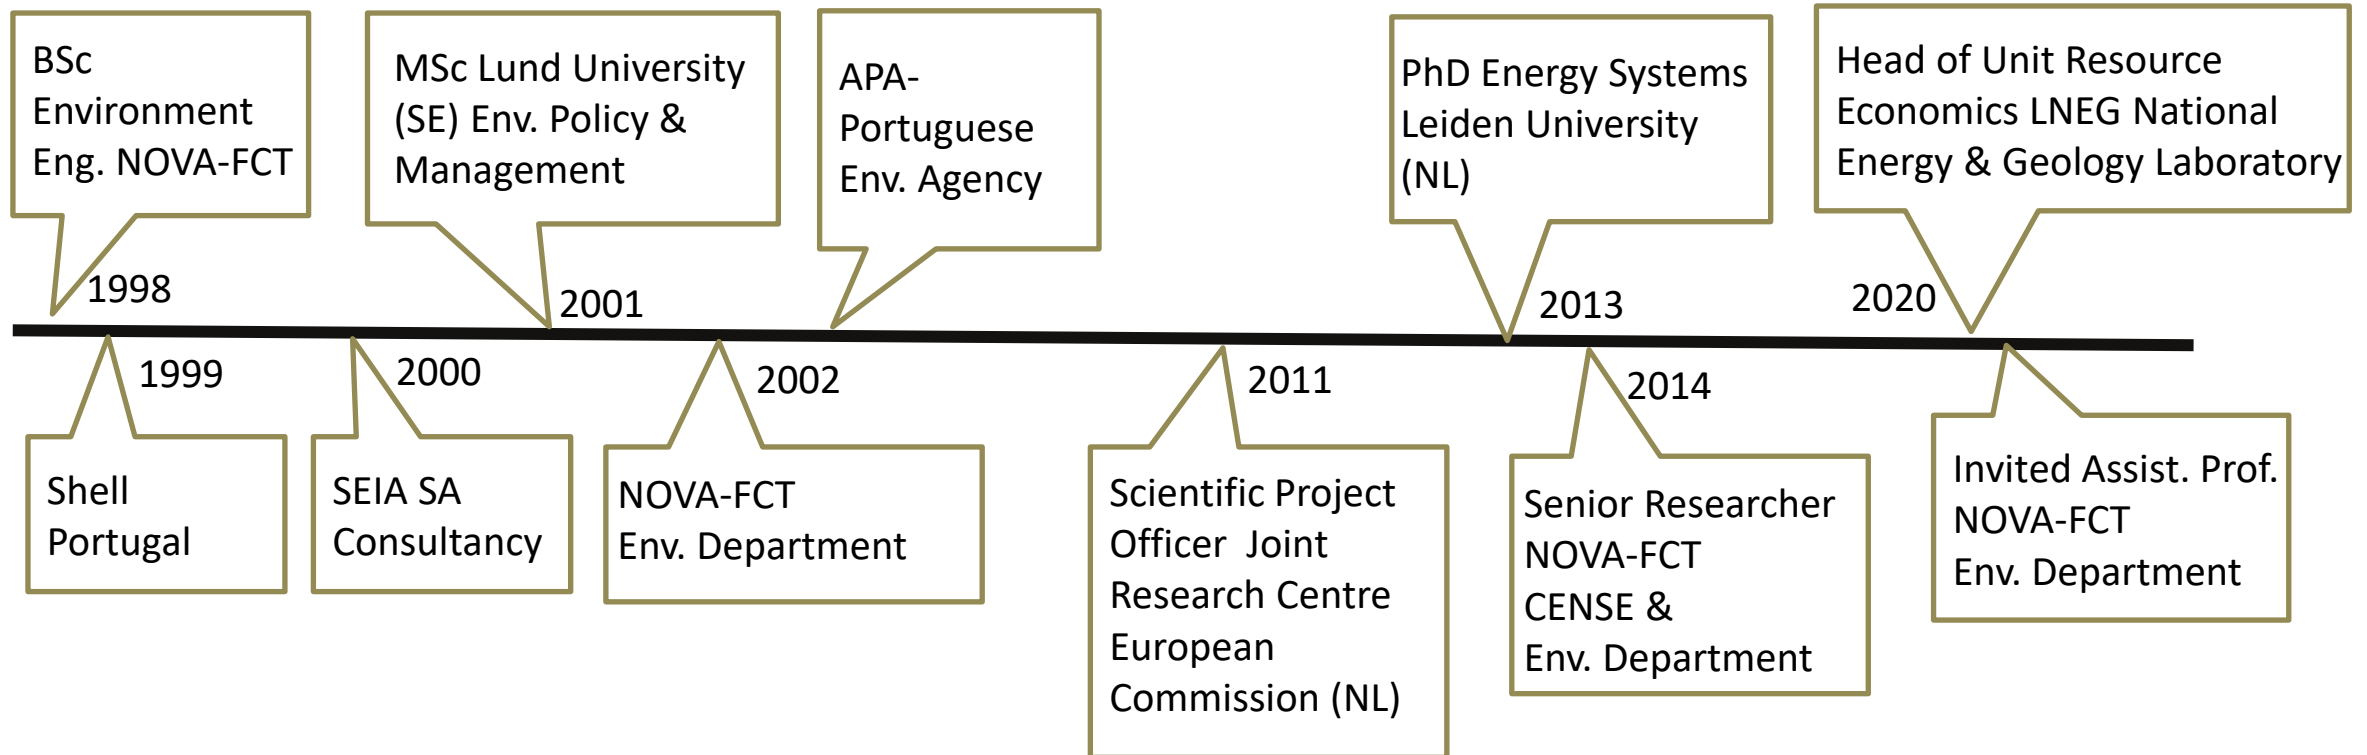 BSc
Environment
Eng. NOVA-FCT
MSc Lund University
(SE) Env. Policy &
Management
APA-
Portuguese
Env. Agency
PhD Energy Systems
Leiden University
(NL)
Head of Unit Resource
Economics LNEG National
Energy & Geology Laboratory
1998
2001
2013
2020
1999
2000
2002
2011
2014
Shell
Portugal
SEIA SA
Consultancy
NOVA-FCT
Env. Department
Scientific Project
Officer  Joint
Research Centre
European
Commission (NL)
Senior Researcher
NOVA-FCT
CENSE &
Env. Department
Invited Assist. Prof.
NOVA-FCT
Env. Department